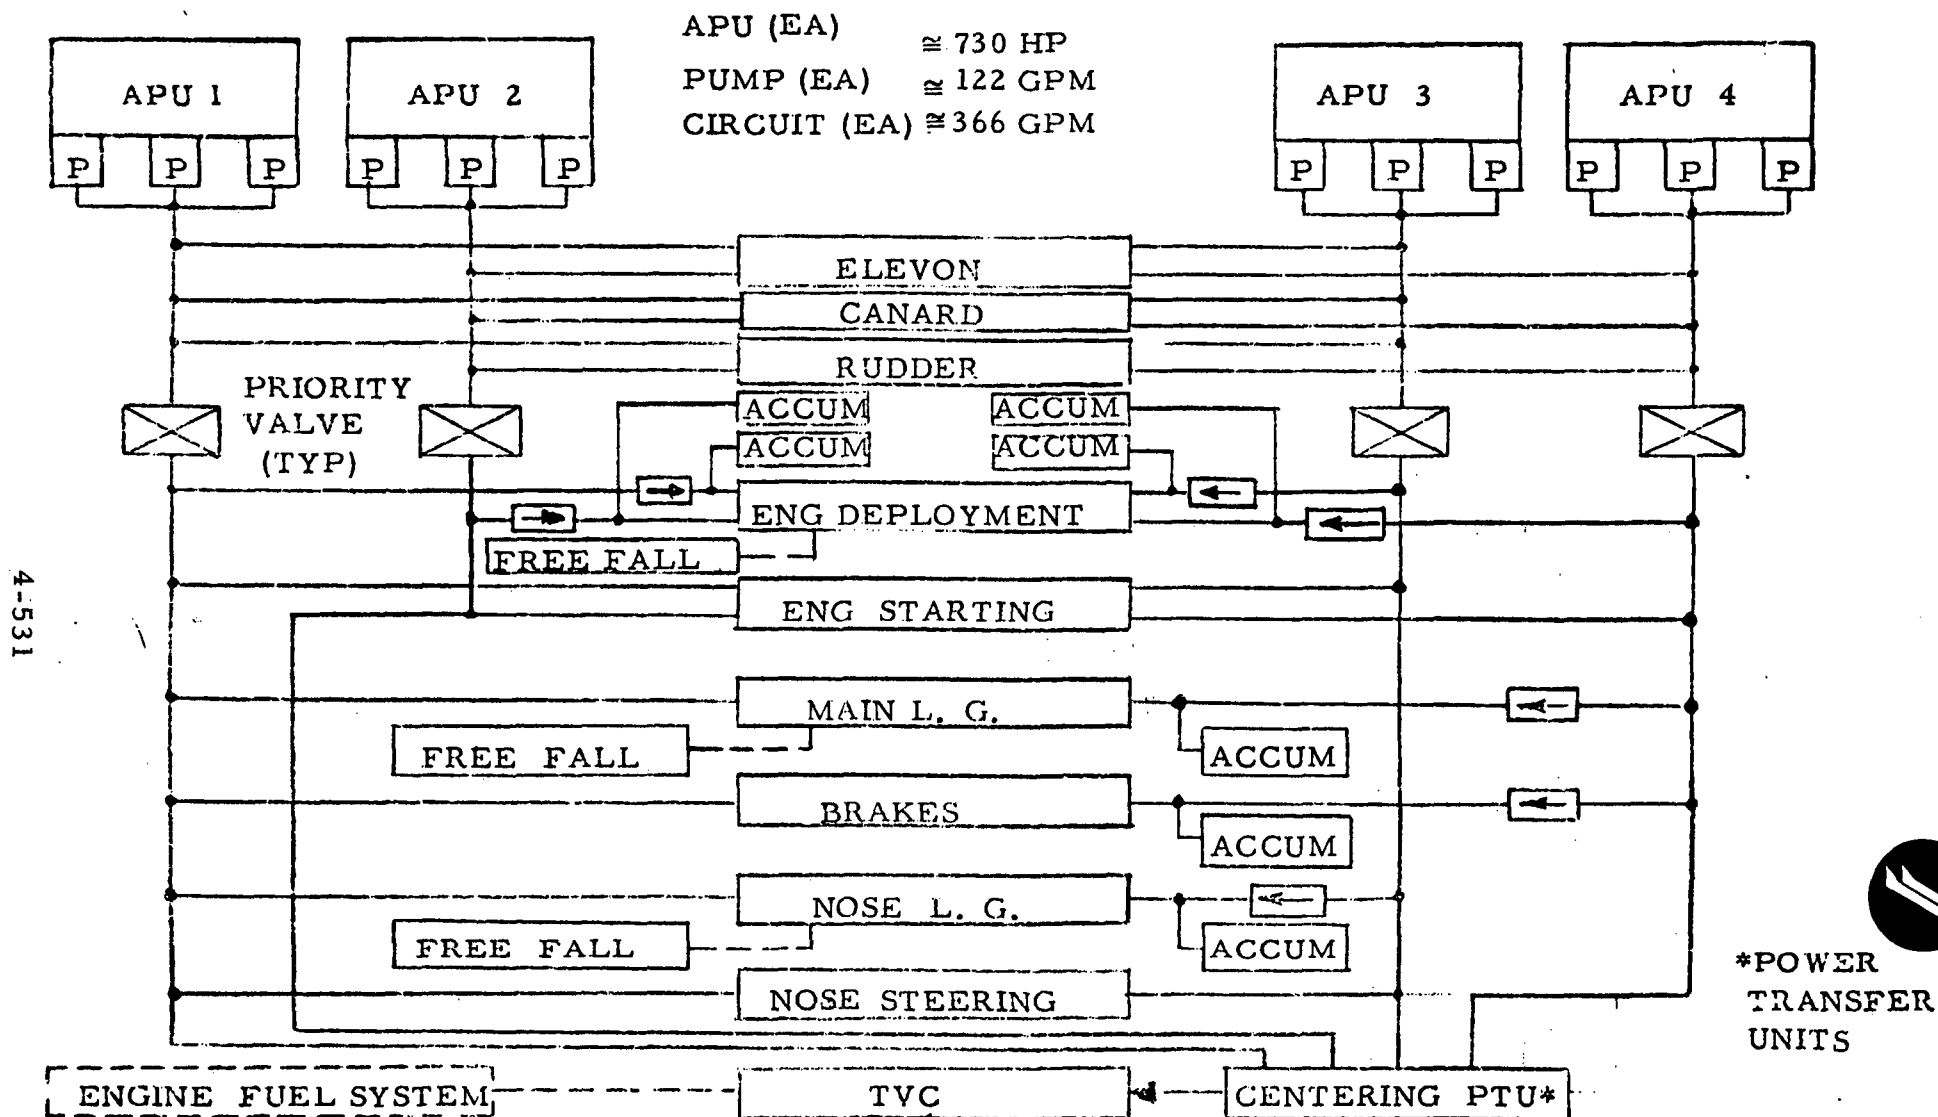 APU (EA) ≅ 730 HP
PUMP (EA) ≅ 122 GPM
CIRCUIT (EA) ≅ 366 GPM
APU 1
APU 2
APU 3
APU 4
P P P
P P P
P P P
P P P
ELEVON
CANARD
RUDDER
PRIORITY
VALVE
(TYP)
ACCUM
ACCUM
ACCUM
ACCUM
ENG DEPLOYMENT
FREE FALL
ENG STARTING
4-531
MAIN L. G.
FREE FALL
ACCUM
BRAKES
ACCUM
NOSE L. G.
FREE FALL
ACCUM
NOSE STEERING
*POWER
TRANSFER
UNITS
ENGINE FUEL SYSTEM
TVC
CENTERING PTU*